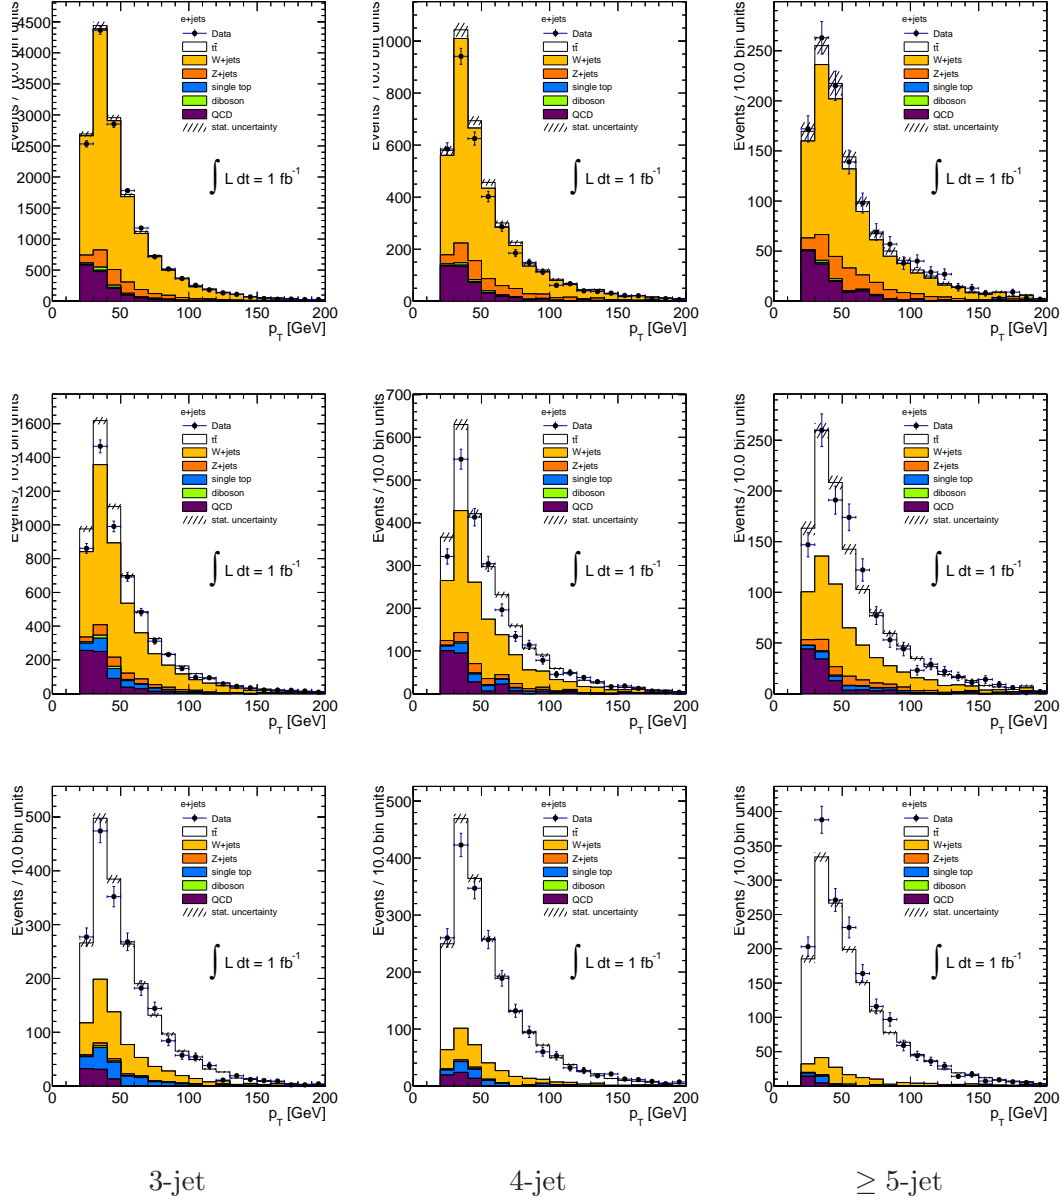 Events / 10.0 bin units
4500
4000
3500
3000
2500
2000
1500
1000
500
0
e+jets
Data
tt̄
W+jets
Z+jets
single top
diboson
QCD
stat. uncertainty
∫ L dt = 1 fb⁻¹
0 50 100 150 200
p_T [GeV]
Events / 10.0 bin units
1000
800
600
400
200
0
e+jets
Data
tt̄
W+jets
Z+jets
single top
diboson
QCD
stat. uncertainty
∫ L dt = 1 fb⁻¹
0 50 100 150 200
p_T [GeV]
Events / 10.0 bin units
250
200
150
100
50
0
e+jets
Data
tt̄
W+jets
Z+jets
single top
diboson
QCD
stat. uncertainty
∫ L dt = 1 fb⁻¹
0 50 100 150 200
p_T [GeV]
Events / 10.0 bin units
1600
1400
1200
1000
800
600
400
200
0
e+jets
Data
tt̄
W+jets
Z+jets
single top
diboson
QCD
stat. uncertainty
∫ L dt = 1 fb⁻¹
0 50 100 150 200
p_T [GeV]
Events / 10.0 bin units
700
600
500
400
300
200
100
0
e+jets
Data
tt̄
W+jets
Z+jets
single top
diboson
QCD
stat. uncertainty
∫ L dt = 1 fb⁻¹
0 50 100 150 200
p_T [GeV]
Events / 10.0 bin units
250
200
150
100
50
0
e+jets
Data
tt̄
W+jets
Z+jets
single top
diboson
QCD
stat. uncertainty
∫ L dt = 1 fb⁻¹
0 50 100 150 200
p_T [GeV]
Events / 10.0 bin units
500
400
300
200
100
0
e+jets
Data
tt̄
W+jets
Z+jets
single top
diboson
QCD
stat. uncertainty
∫ L dt = 1 fb⁻¹
0 50 100 150 200
p_T [GeV]
Events / 10.0 bin units
500
400
300
200
100
0
e+jets
Data
tt̄
W+jets
Z+jets
single top
diboson
QCD
stat. uncertainty
∫ L dt = 1 fb⁻¹
0 50 100 150 200
p_T [GeV]
Events / 10.0 bin units
400
350
300
250
200
150
100
50
0
e+jets
Data
tt̄
W+jets
Z+jets
single top
diboson
QCD
stat. uncertainty
∫ L dt = 1 fb⁻¹
0 50 100 150 200
p_T [GeV]
3-jet 4-jet ≥ 5-jet